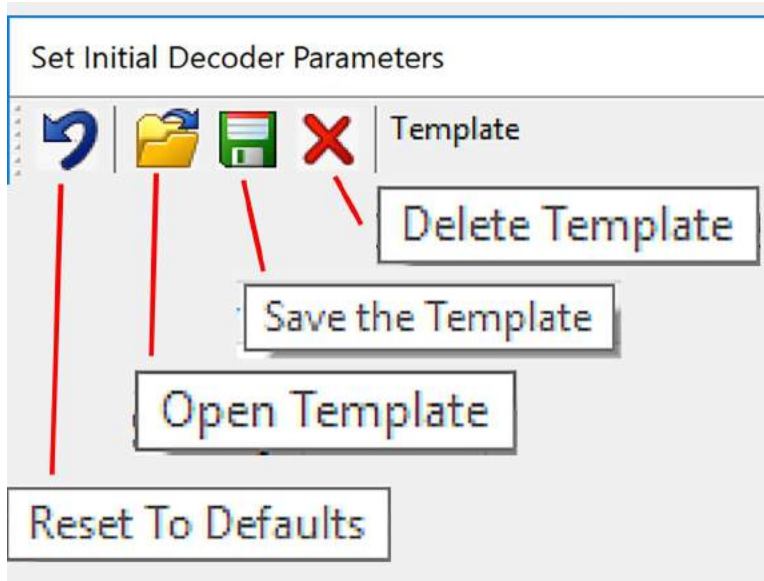 Set Initial Decoder Parameters
Template
Delete Template
Save the Template
Open Template
Reset To Defaults